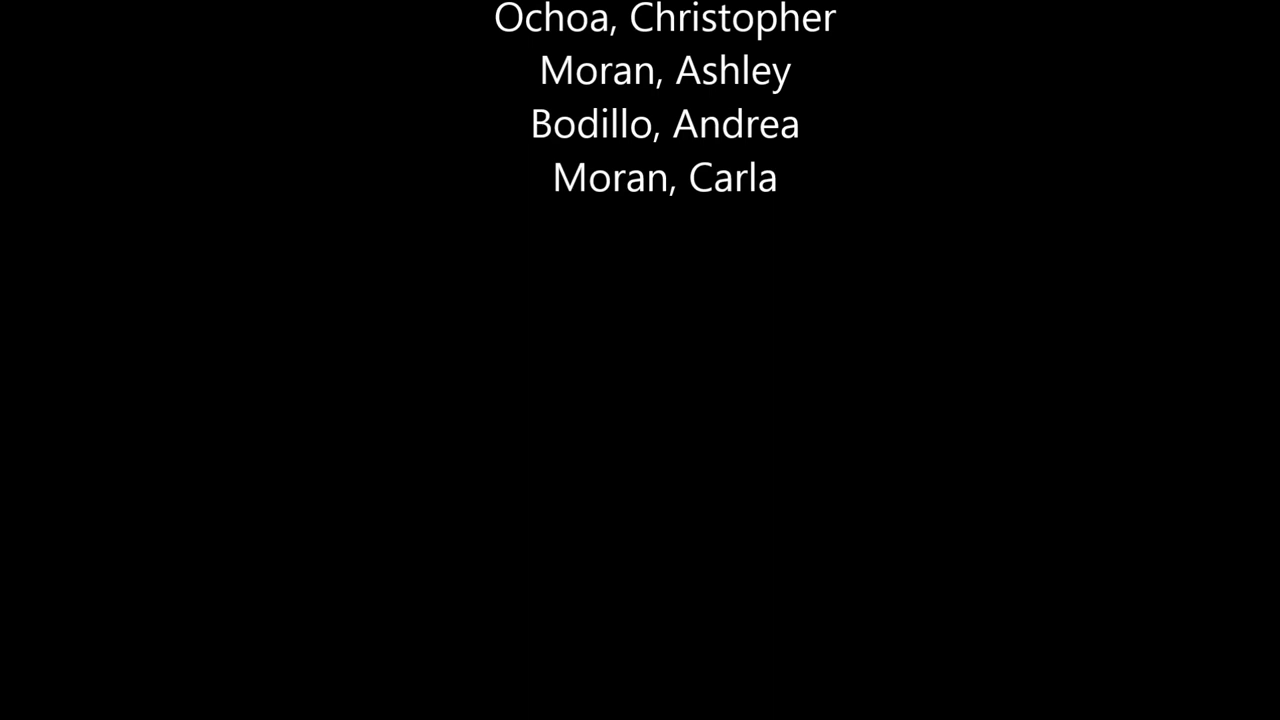 Ochoa, Christopher
Moran, Ashley
Bodillo, Andrea
Moran, Carla